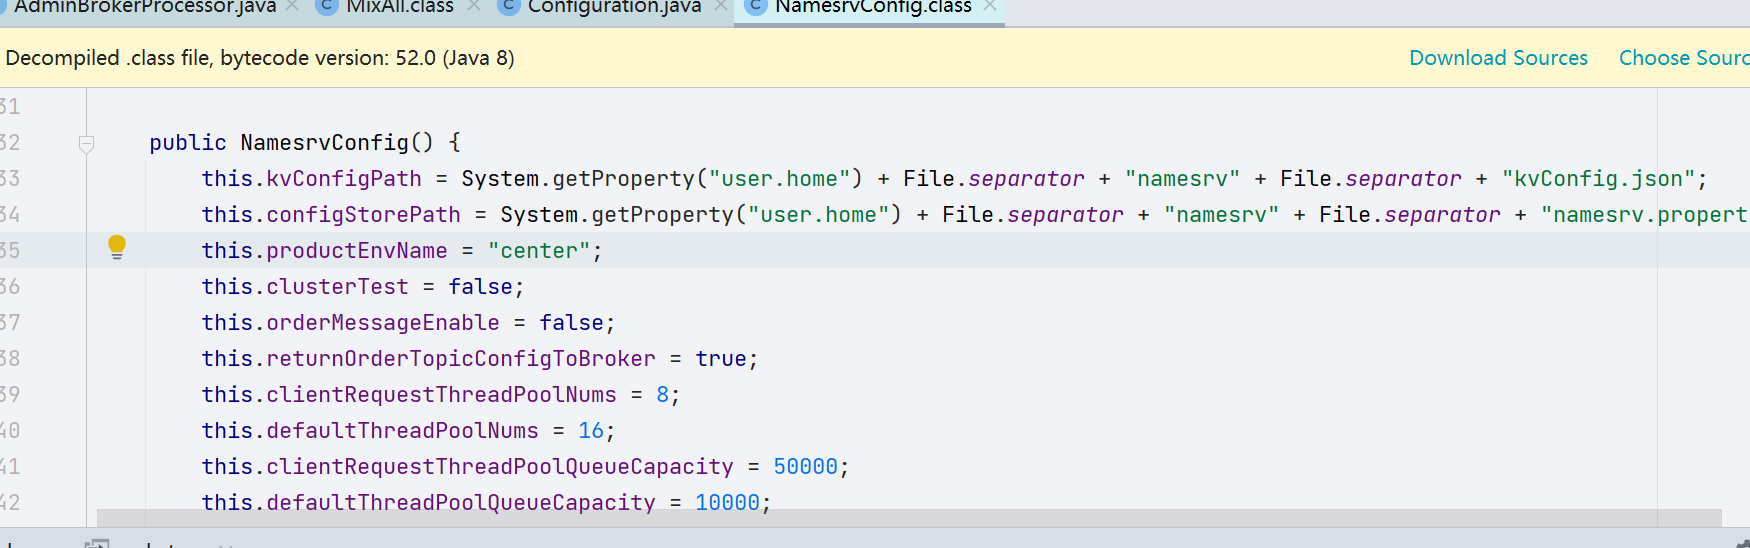 AdminBrokerProcessor.java MixAll.class Configuration.java NamesrvConfig.class
Decompiled .class file, bytecode version: 52.0 (Java 8) Download Sources Choose Sourc
31
32 public NamesrvConfig() {
33 this.kvConfigPath = System.getProperty("user.home") + File.separator + "namesrv" + File.separator + "kvConfig.json";
34 this.configStorePath = System.getProperty("user.home") + File.separator + "namesrv" + File.separator + "namesrv.propert
35 this.productEnvName = "center";
36 this.clusterTest = false;
37 this.orderMessageEnable = false;
38 this.returnOrderTopicConfigToBroker = true;
39 this.clientRequestThreadPoolNums = 8;
40 this.defaultThreadPoolNums = 16;
41 this.clientRequestThreadPoolQueueCapacity = 50000;
42 this.defaultThreadPoolQueueCapacity = 10000;